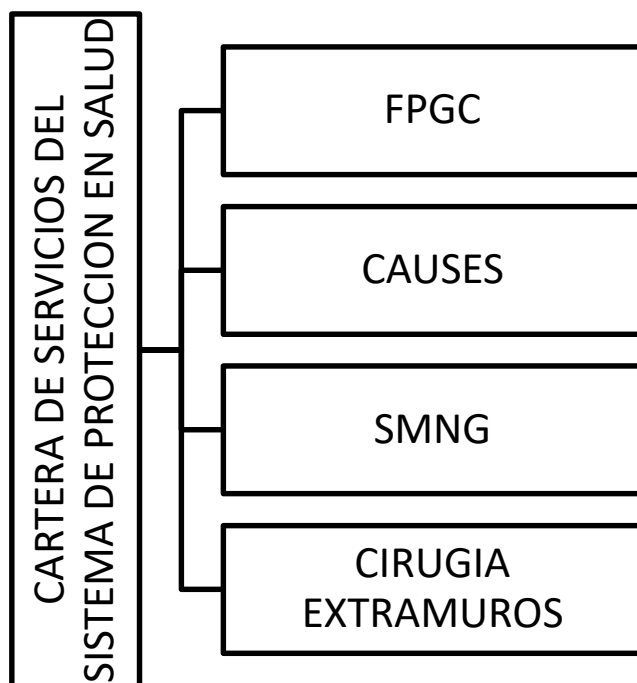 CARTERA DE SERVICIOS DEL
SISTEMA DE PROTECCION EN SALUD
FPGC
CAUSES
SMNG
CIRUGIA
EXTRAMUROS